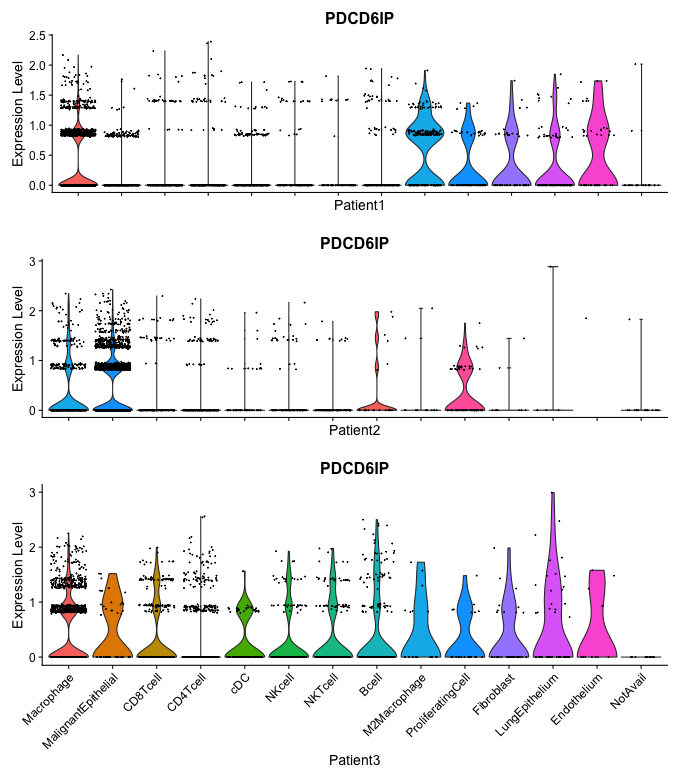 PDCD6IP
2.5
2.0
1.5
1.0
0.5
0.0
Expression Level
Patient1
PDCD6IP
3
2
1
0
Expression Level
Patient2
PDCD6IP
3
2
1
0
Expression Level
Macrophage
MalignantEpithelial
CD8Tcell
CD4Tcell
cDC
NKcell
NKTcell
Bcell
M2Macrophage
ProliferatingCell
Fibroblast
LungEpithelium
Endothelium
NotAvail
Patient3